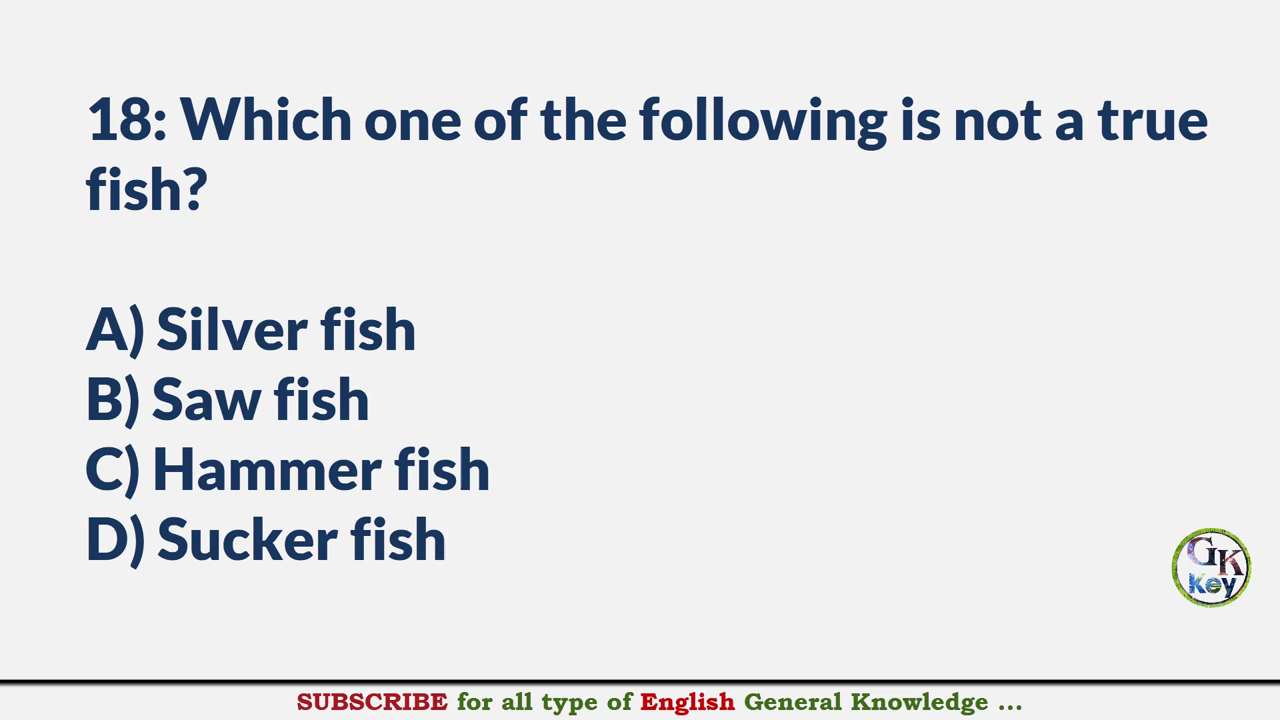 18: Which one of the following is not a true
fish?
A) Silver fish
B) Saw fish
C) Hammer fish
D) Sucker fish
GK
Key
SUBSCRIBE for all type of English General Knowledge ...